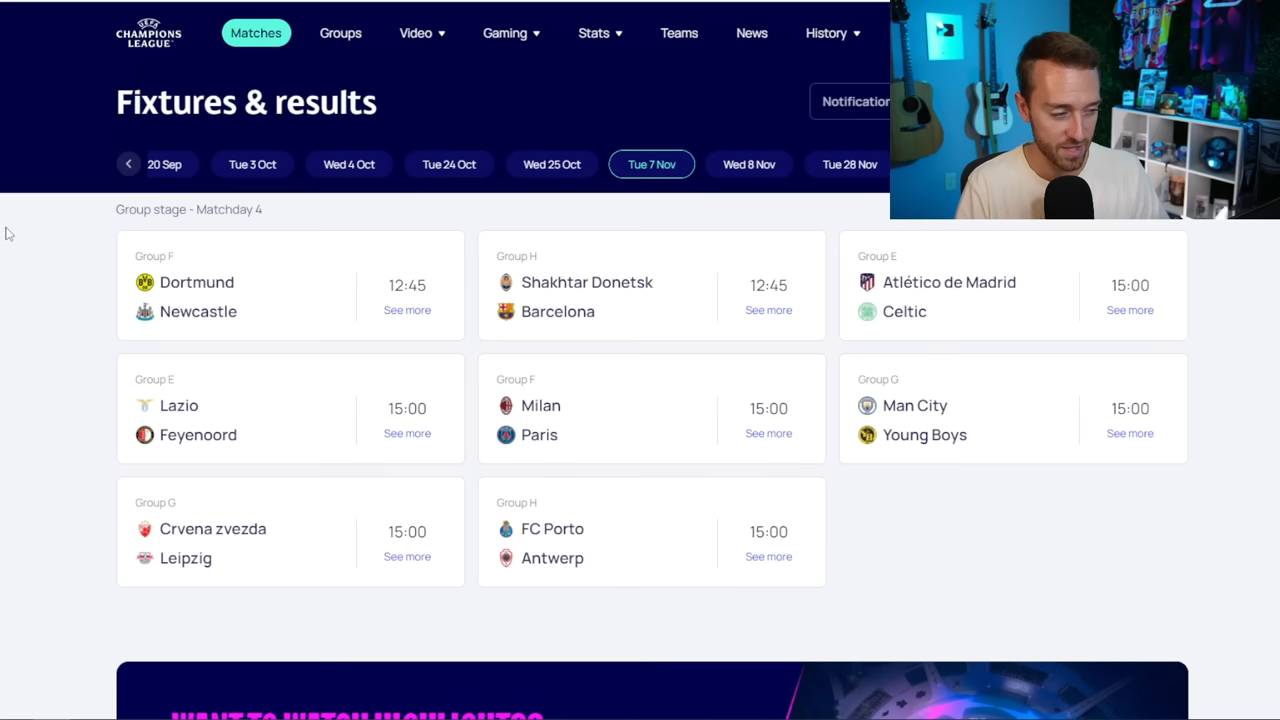 UEFA
CHAMPIONS
LEAGUE
Matches
Groups
Video
Gaming
Stats
Teams
News
History
Fixtures & results
20 Sep
Tue 3 Oct
Wed 4 Oct
Tue 24 Oct
Wed 25 Oct
Tue 7 Nov
Wed 8 Nov
Tue 28 Nov
Group stage - Matchday 4
Group F
Dortmund
Newcastle
12:45
See more
Group H
Shakhtar Donetsk
Barcelona
12:45
See more
Group E
Atlético de Madrid
Celtic
15:00
See more
Group E
Lazio
Feyenoord
15:00
See more
Group F
Milan
Paris
15:00
See more
Group G
Man City
Young Boys
15:00
See more
Group G
Crvena zvezda
Leipzig
15:00
See more
Group H
FC Porto
Antwerp
15:00
See more
WANT TO WATCH HIGHLIGHTS?